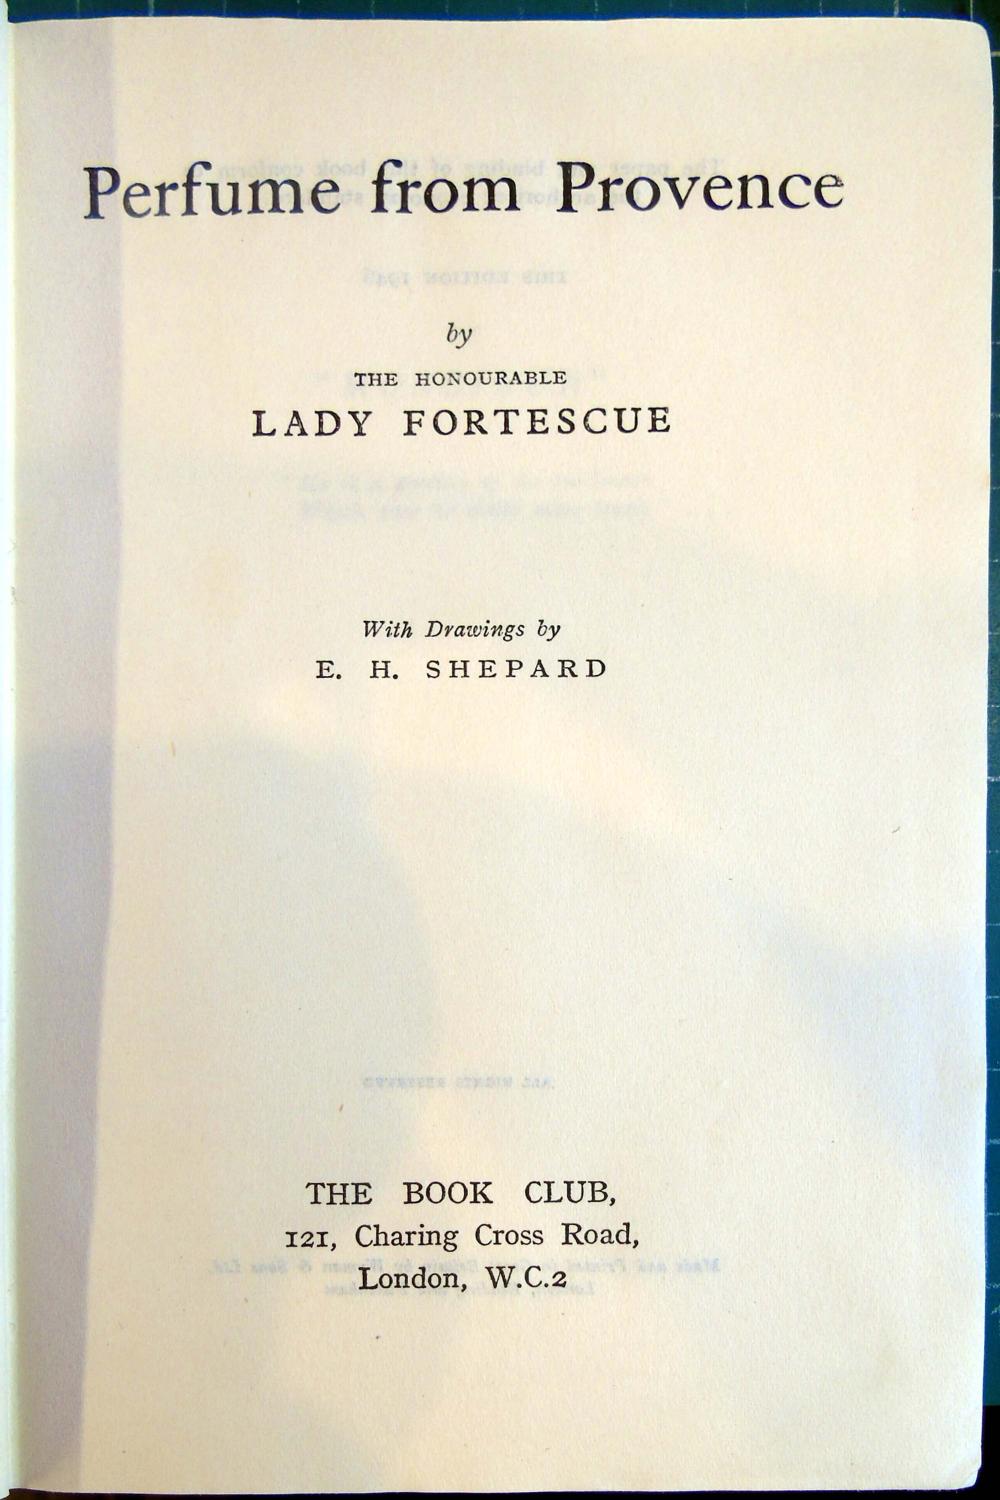 Perfume from Provence
by
THE HONOURABLE
LADY FORTESCUE
With Drawings by
E. H. SHEPARD
THE BOOK CLUB,
121, Charing Cross Road,
London, W.C.2